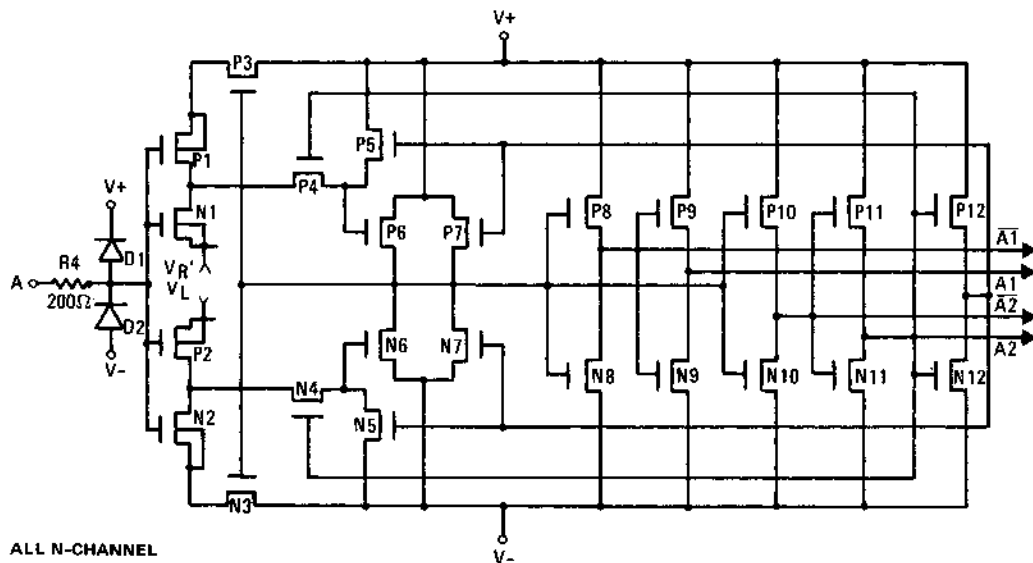 V+
P3
P5
P1
P4
V+
N1
P6
P7
P8
P9
P10
P11
P12
A1
D1
R4
VR'
A
A1
VL
200Ω
A2
D2
P2
N6
N7
A2
V-
N4
N8
N9
N10
N11
N12
N2
N5
N3
ALL N-CHANNEL
V-